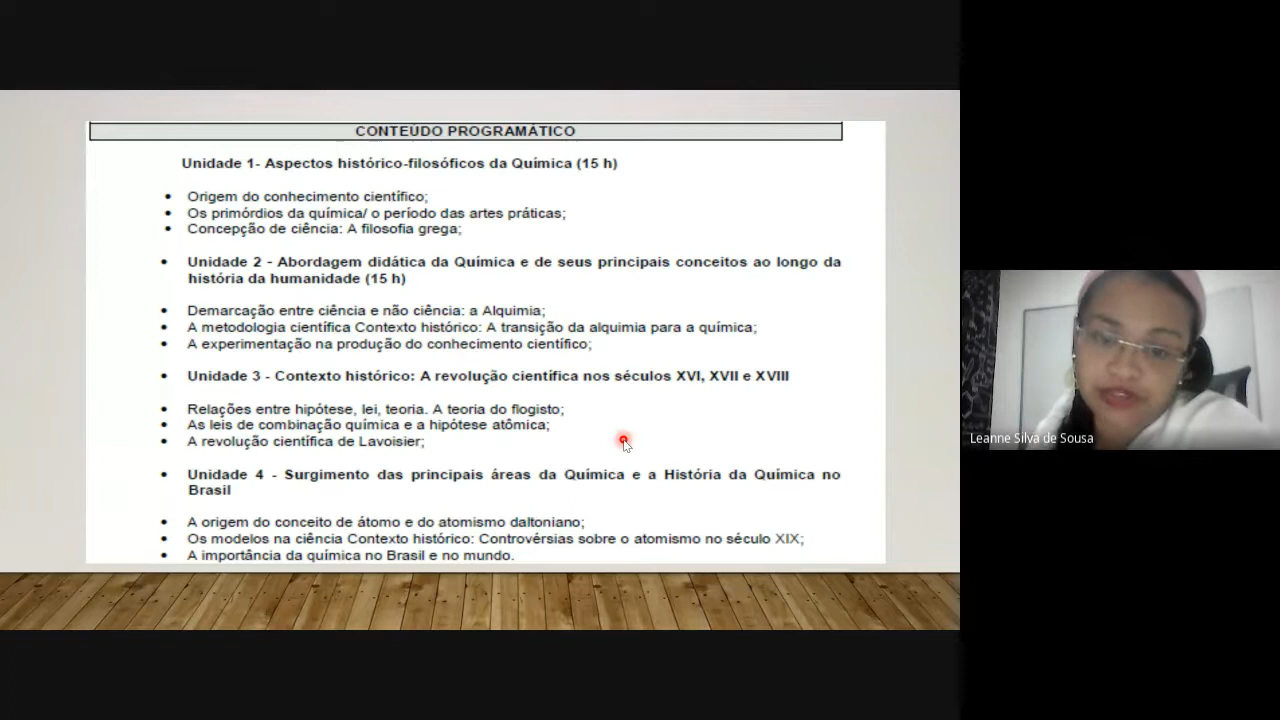 CONTEÚDO PROGRAMÁTICO
Unidade 1- Aspectos histórico-filosóficos da Química (15 h)
• Origem do conhecimento científico;
• Os primórdios da química/ o período das artes práticas;
• Concepção de ciência: A filosofia grega;
• Unidade 2 - Abordagem didática da Química e de seus principais conceitos ao longo da
história da humanidade (15 h)
• Demarcação entre ciência e não ciência: a Alquimia;
• A metodologia científica Contexto histórico: A transição da alquimia para a química;
• A experimentação na produção do conhecimento científico;
• Unidade 3 - Contexto histórico: A revolução científica nos séculos XVI, XVII e XVIII
• Relações entre hipótese, lei, teoria. A teoria do flogisto;
• As leis de combinação química e a hipótese atômica;
• A revolução científica de Lavoisier;
• Unidade 4 - Surgimento das principais áreas da Química e a História da Química no
Brasil
• A origem do conceito de átomo e do atomismo daltoniano;
• Os modelos na ciência Contexto histórico: Controvérsias sobre o atomismo no século XIX;
• A importância da química no Brasil e no mundo.
Leanne Silva de Sousa